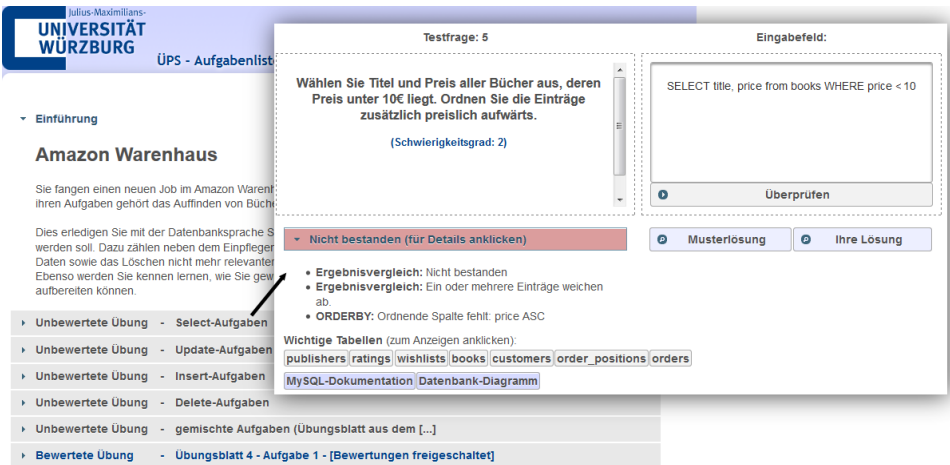 Julius-Maximilians-
UNIVERSITÄT
WÜRZBURG
ÜPS - Aufgabenliste
Einführung
Amazon Warenhaus
Sie fangen einen neuen Job im Amazon
ihren Aufgaben gehört das Auffinden von
Dies erledigen Sie mit der Datenbanksprache
werden soll. Dazu zählen neben dem
Daten sowie das Löschen nicht mehr
Ebenso werden Sie kennen lernen, wie Sie
aufbereiten können.
Unbewertete Übung - Select-Aufgaben
Unbewertete Übung - Update-Aufgaben
Unbewertete Übung - Insert-Aufgaben
Unbewertete Übung - Delete-Aufgaben
Unbewertete Übung - gemischte Aufgaben (Übungsblatt aus dem [...]
Bewertete Übung - Übungsblatt 4 - Aufgabe 1 - [Bewertungen freigeschaltet]
Testfrage: 5
Wählen Sie Titel und Preis aller Bücher aus, deren
Preis unter 10€ liegt. Ordnen Sie die Einträge
zusätzlich preislich aufwärts.
(Schwierigkeitsgrad: 2)
Eingabefeld:
SELECT title, price from books WHERE price < 10
Überprüfen
Nicht bestanden (für Details anklicken)
Musterlösung
Ihre Lösung
• Ergebnisvergleich: Nicht bestanden
• Ergebnisvergleich: Ein oder mehrere Einträge weichen
ab.
• ORDERBY: Ordnende Spalte fehlt: price ASC
Wichtige Tabellen (zum Anzeigen anklicken):
publishers ratings wishlists books customers order_positions orders
MySQL-Dokumentation Datenbank-Diagramm